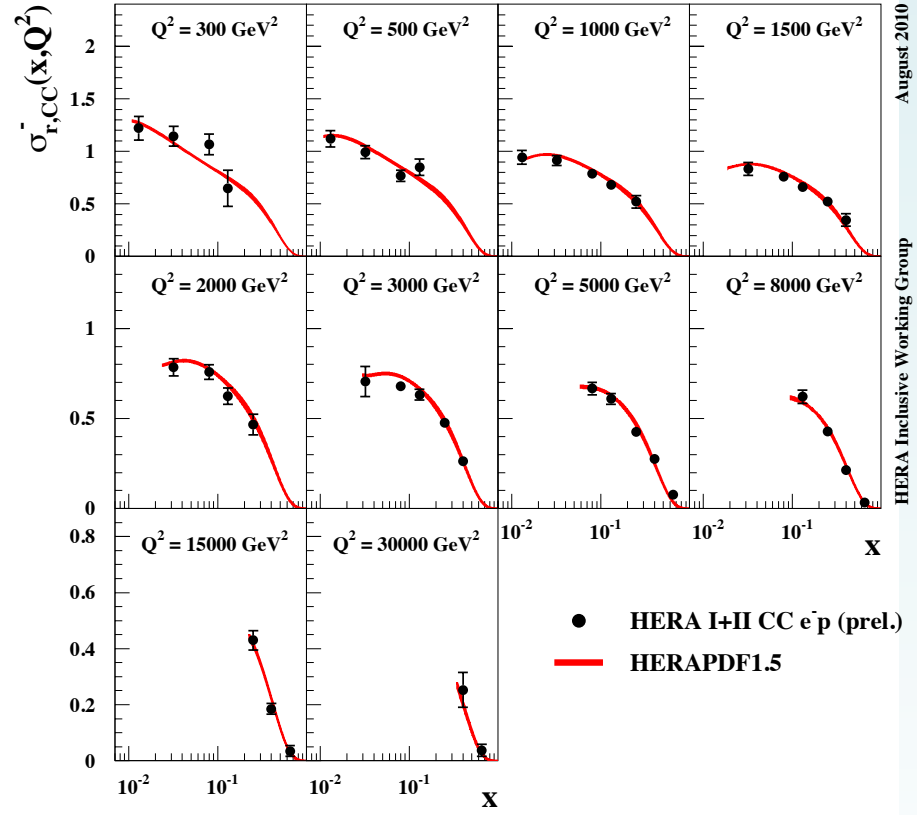 σ⁻r,CC(x,Q²)
August 2010
HERA Inclusive Working Group
Q² = 300 GeV²
Q² = 500 GeV²
Q² = 1000 GeV²
Q² = 1500 GeV²
2
1.5
1
0.5
0
Q² = 2000 GeV²
Q² = 3000 GeV²
Q² = 5000 GeV²
Q² = 8000 GeV²
1
0.5
0
10⁻² 10⁻¹ 10⁻² 10⁻¹ x
Q² = 15000 GeV²
Q² = 30000 GeV²
0.8
0.6
0.4
0.2
0
10⁻² 10⁻¹ 10⁻² 10⁻¹ x
HERA I+II CC e⁻p (prel.)
HERAPDF1.5